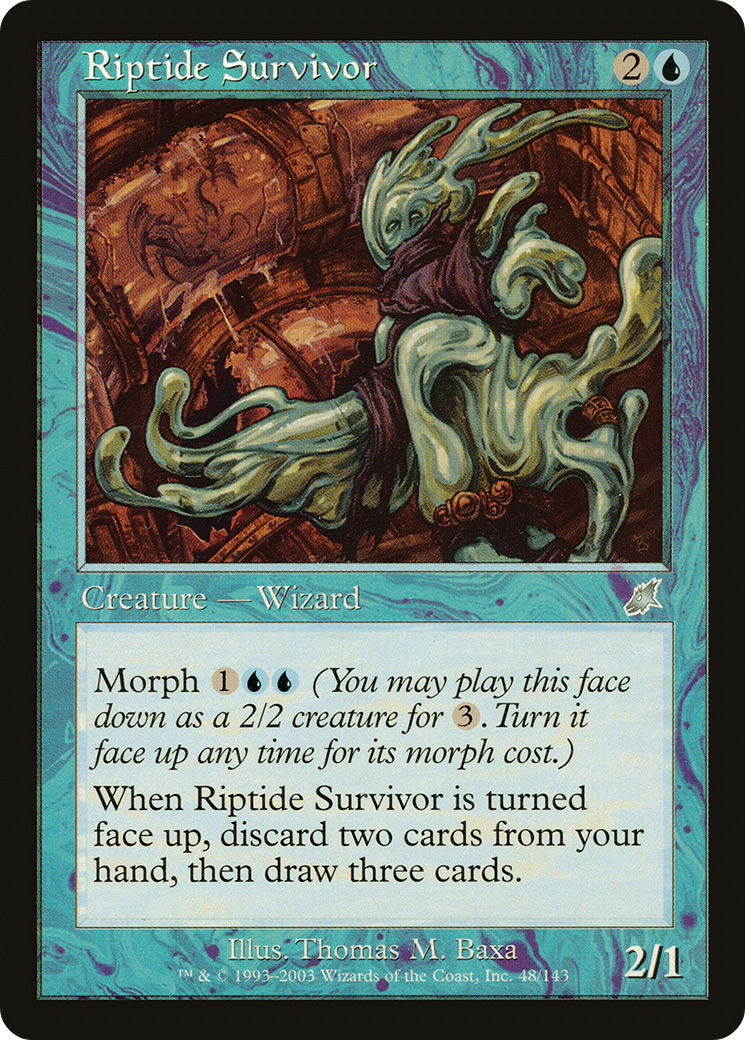 Riptide Survivor 2
Creature — Wizard
Morph 1 (You may play this face
down as a 2/2 creature for 3. Turn it
face up any time for its morph cost.)
When Riptide Survivor is turned
face up, discard two cards from your
hand, then draw three cards.
Illus. Thomas M. Baxa
™ & © 1993–2003 Wizards of the Coast, Inc. 48/143
2/1